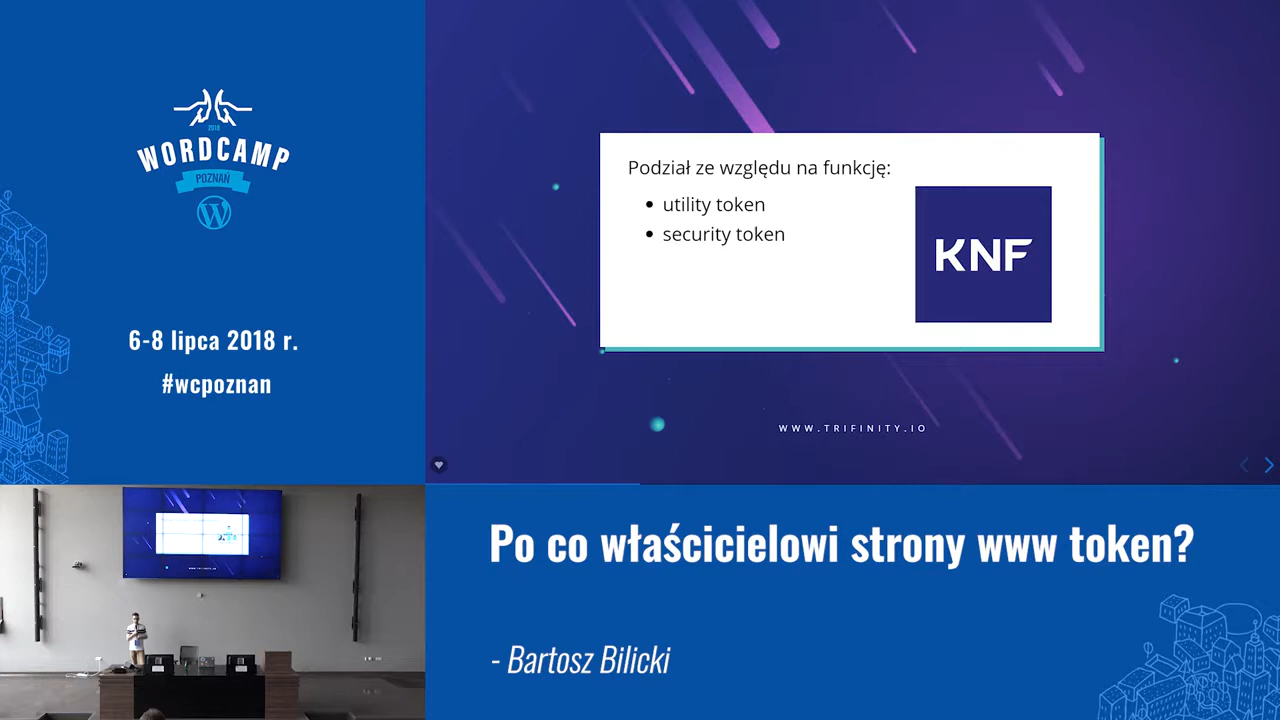 2018
WORDCAMP
POZNAŃ
6-8 lipca 2018 r.
#wcpoznan
Podział ze względu na funkcję:
• utility token
• security token
KNF
WWW.TRIFINITY.IO
Po co właścicielowi strony www token?
- Bartosz Bilicki